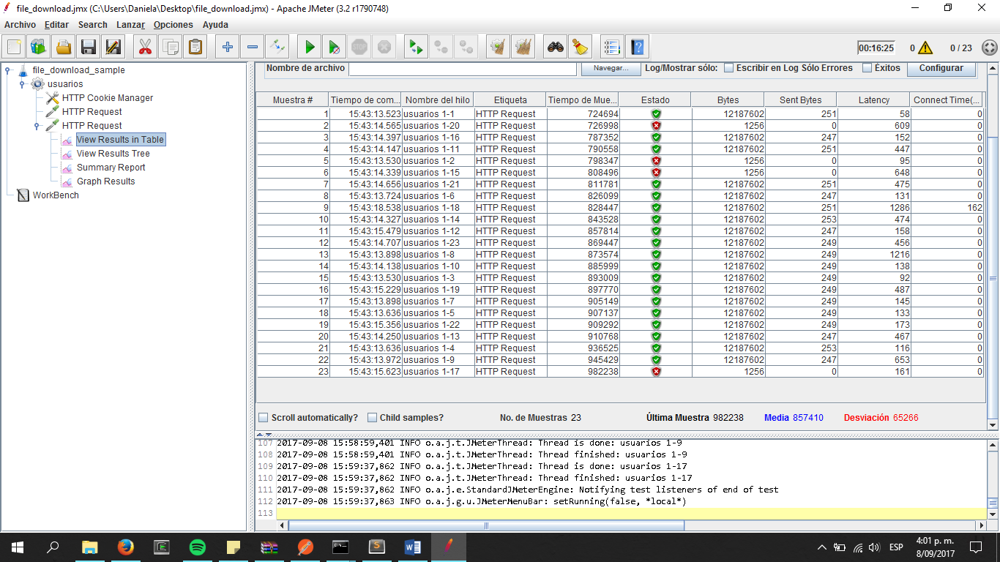 file_download.jmx (C:\Users\Daniela\Desktop\file_download.jmx) - Apache JMeter (3.2 r1790748)
Archivo Editar Search Lanzar Opciones Ayuda
00:16:25 0 0 / 23
file_download_sample
usuarios
HTTP Cookie Manager
HTTP Request
HTTP Request
View Results in Table
View Results Tree
Summary Report
Graph Results
WorkBench
Nombre de archivo Navegar... Log/Mostrar sólo: Escribir en Log Sólo Errores Éxitos Configurar
Muestra # Tiempo de com... Nombre del hilo Etiqueta Tiempo de Mue... Estado Bytes Sent Bytes Latency Connect Time(...
1 15:43:13.523 usuarios 1-1 HTTP Request 724694 12187602 251 58 0
2 15:43:14.565 usuarios 1-20 HTTP Request 726998 1256 0 609 0
3 15:43:14.397 usuarios 1-16 HTTP Request 787352 12187602 247 152 0
4 15:43:14.147 usuarios 1-11 HTTP Request 790558 12187602 251 447 0
5 15:43:13.530 usuarios 1-2 HTTP Request 798347 1256 0 95 0
6 15:43:14.339 usuarios 1-15 HTTP Request 808496 1256 0 648 0
7 15:43:14.656 usuarios 1-21 HTTP Request 811781 12187602 251 475 0
8 15:43:13.724 usuarios 1-6 HTTP Request 826099 12187602 247 131 0
9 15:43:18.538 usuarios 1-18 HTTP Request 828447 12187602 251 1286 162
10 15:43:14.327 usuarios 1-14 HTTP Request 843528 12187602 253 474 0
11 15:43:15.479 usuarios 1-12 HTTP Request 857814 12187602 247 158 0
12 15:43:14.707 usuarios 1-23 HTTP Request 869447 12187602 249 456 0
13 15:43:13.898 usuarios 1-8 HTTP Request 873574 12187602 249 1216 0
14 15:43:14.138 usuarios 1-10 HTTP Request 885999 12187602 249 138 0
15 15:43:13.530 usuarios 1-3 HTTP Request 893009 12187602 249 92 0
16 15:43:15.229 usuarios 1-19 HTTP Request 897770 12187602 249 487 0
17 15:43:13.898 usuarios 1-7 HTTP Request 905149 12187602 249 145 0
18 15:43:13.636 usuarios 1-5 HTTP Request 907137 12187602 249 133 0
19 15:43:15.356 usuarios 1-22 HTTP Request 909292 12187602 247 173 0
20 15:43:14.250 usuarios 1-13 HTTP Request 910768 12187602 247 467 0
21 15:43:13.636 usuarios 1-4 HTTP Request 936525 12187602 253 116 0
22 15:43:13.972 usuarios 1-9 HTTP Request 945429 12187602 247 653 0
23 15:43:15.623 usuarios 1-17 HTTP Request 982238 1256 0 161 0
Scroll automatically? Child samples? No. de Muestras 23 Última Muestra 982238 Media 857410 Desviación 65266
107 2017-09-08 15:58:59,401 INFO o.a.j.t.JMeterThread: Thread is done: usuarios 1-9
108 2017-09-08 15:58:59,401 INFO o.a.j.t.JMeterThread: Thread finished: usuarios 1-9
109 2017-09-08 15:59:37,862 INFO o.a.j.t.JMeterThread: Thread is done: usuarios 1-17
110 2017-09-08 15:59:37,862 INFO o.a.j.t.JMeterThread: Thread finished: usuarios 1-17
111 2017-09-08 15:59:37,862 INFO o.a.j.e.StandardJMeterEngine: Notifying test listeners of end of test
112 2017-09-08 15:59:37,863 INFO o.a.j.g.u.JMeterMenuBar: setRunning(false, *local*)
113
ESP
4:01 p. m.
8/09/2017